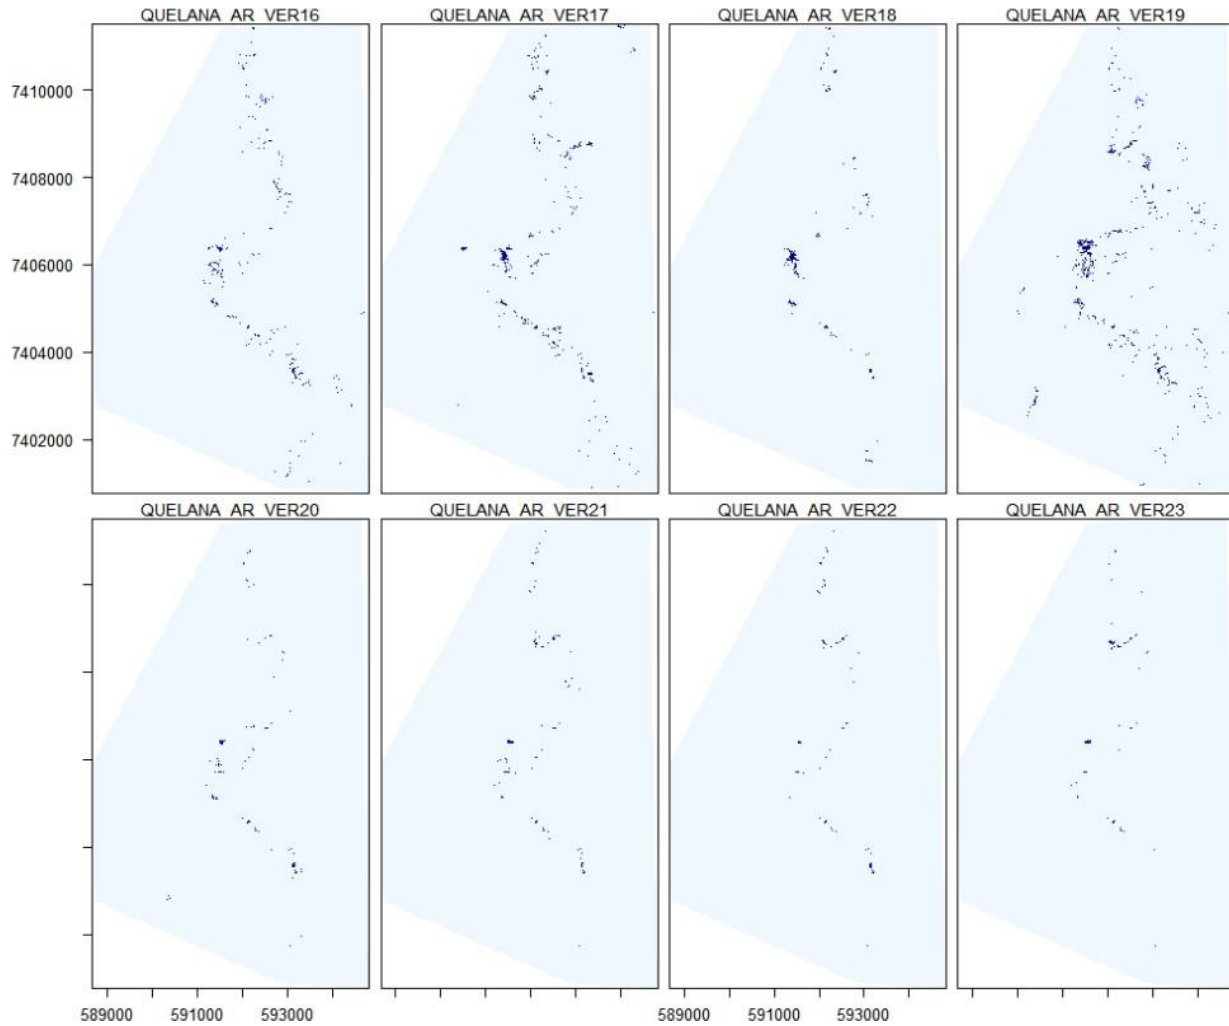 QUELANA AR VER16 QUELANA AR VER17 QUELANA AR VER18 QUELANA AR VER19
7410000
7408000
7406000
7404000
7402000
QUELANA AR VER20 QUELANA AR VER21 QUELANA AR VER22 QUELANA AR VER23
589000 591000 593000 589000 591000 593000